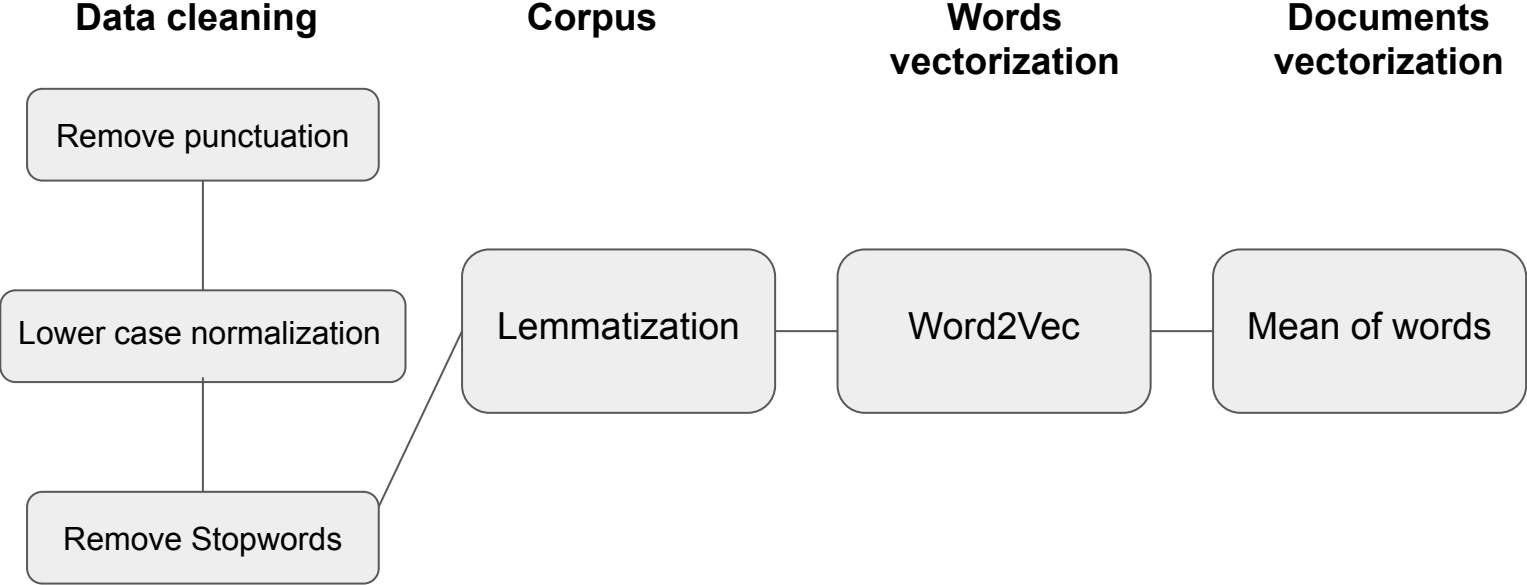 Data cleaning
Remove punctuation
Lower case normalization
Remove Stopwords
Corpus
Lemmatization
Words
vectorization
Word2Vec
Documents
vectorization
Mean of words